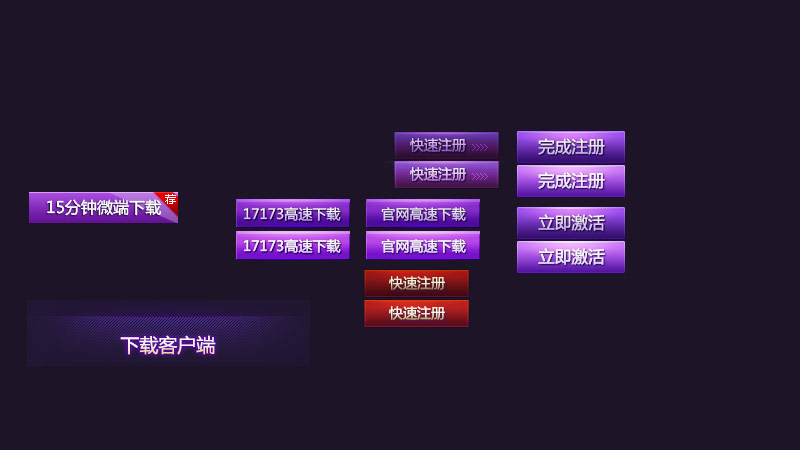 快速注册
完成注册
快速注册
完成注册
15分钟微端下载
荐
17173高速下载
官网高速下载
立即激活
17173高速下载
官网高速下载
立即激活
快速注册
快速注册
下载客户端